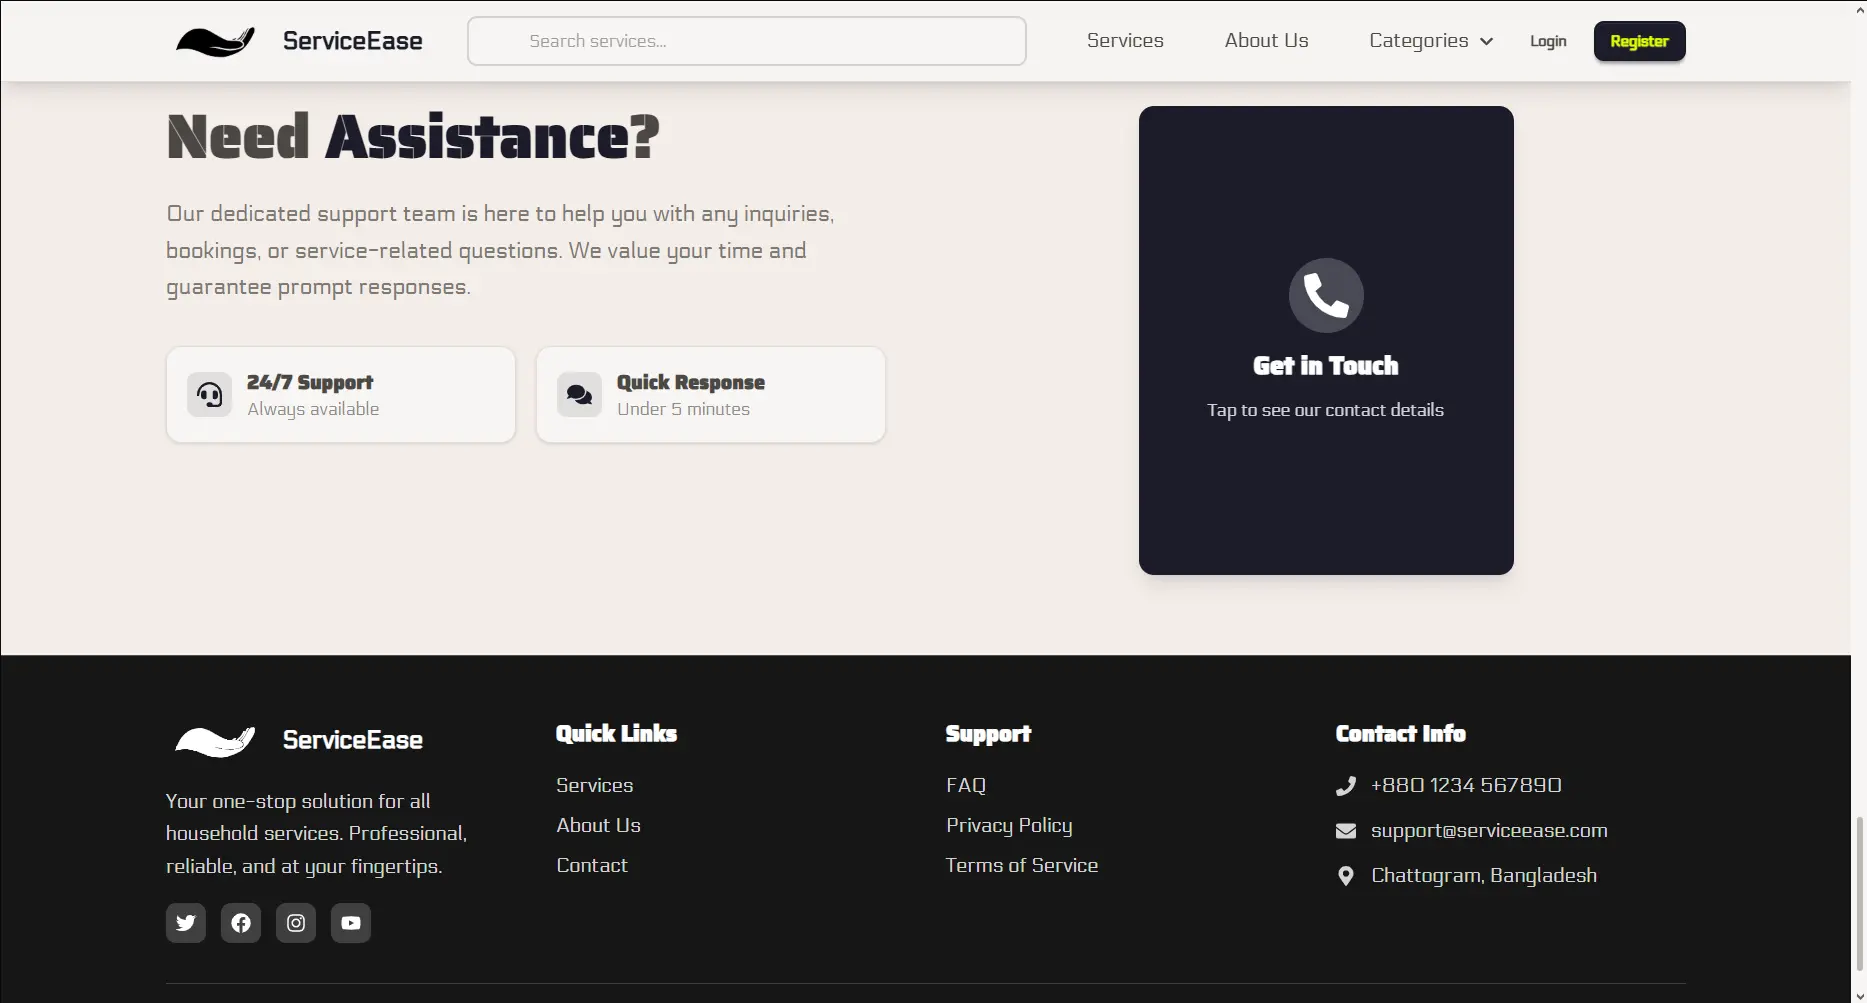 ServiceEase
Search services...
Services
About Us
Categories
Login
Register
Need Assistance?
Our dedicated support team is here to help you with any inquiries,
bookings, or service-related questions. We value your time and
guarantee prompt responses.
24/7 Support
Always available
Quick Response
Under 5 minutes
Get in Touch
Tap to see our contact details
ServiceEase
Your one-stop solution for all
household services. Professional,
reliable, and at your fingertips.
Quick Links
Services
About Us
Contact
Support
FAQ
Privacy Policy
Terms of Service
Contact Info
+880 1234 567890
support@serviceease.com
Chattogram, Bangladesh